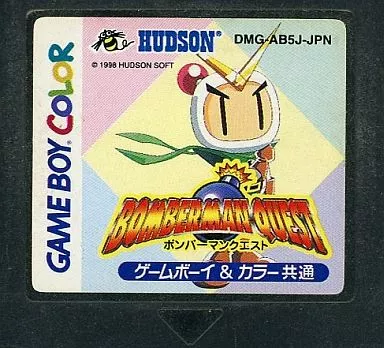 HUDSON®
DMG-AB5J-JPN
© 1998 HUDSON SOFT
GAME BOY COLOR
BOMBERMAN QUEST
ボンバーマンクエスト
ゲームボーイ & カラー共通